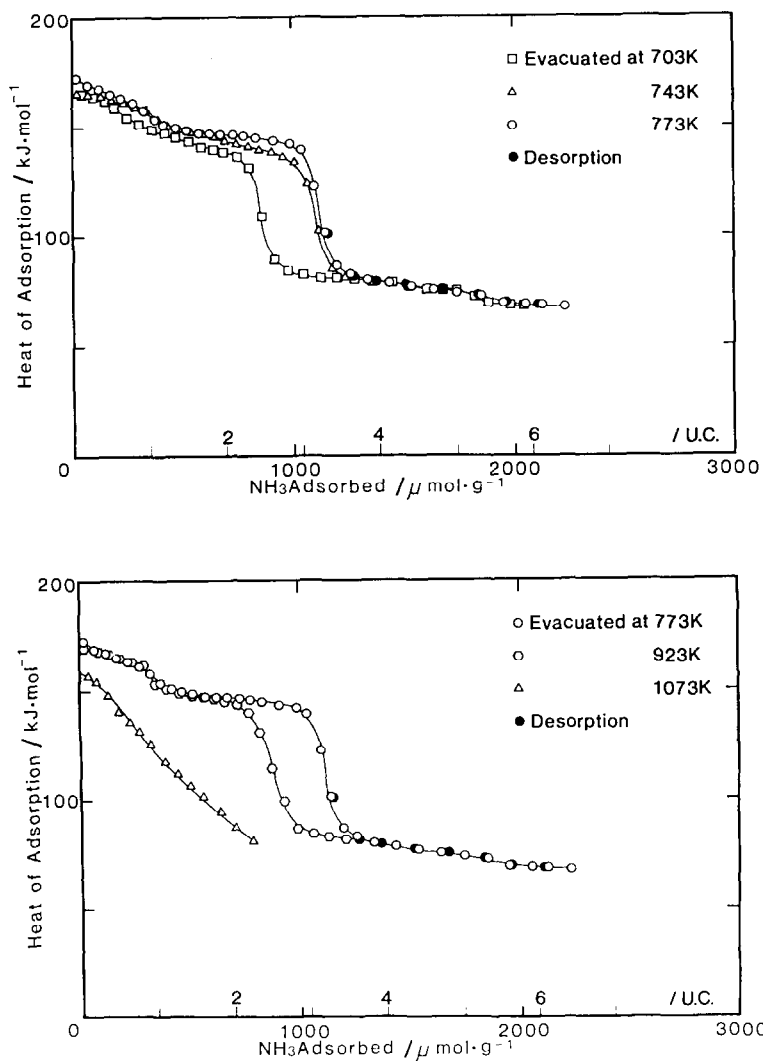 200
Evacuated at 703K
743K
773K
Desorption
100
Heat of Adsorption / kJ·mol⁻¹
2 4 6 / U.C.
0 1000 2000 3000
NH₃Adsorbed / μ mol·g⁻¹
200
Evacuated at 773K
923K
1073K
Desorption
100
Heat of Adsorption / kJ·mol⁻¹
2 4 6 / U.C.
0 1000 2000 3000
NH₃Adsorbed / μ mol·g⁻¹